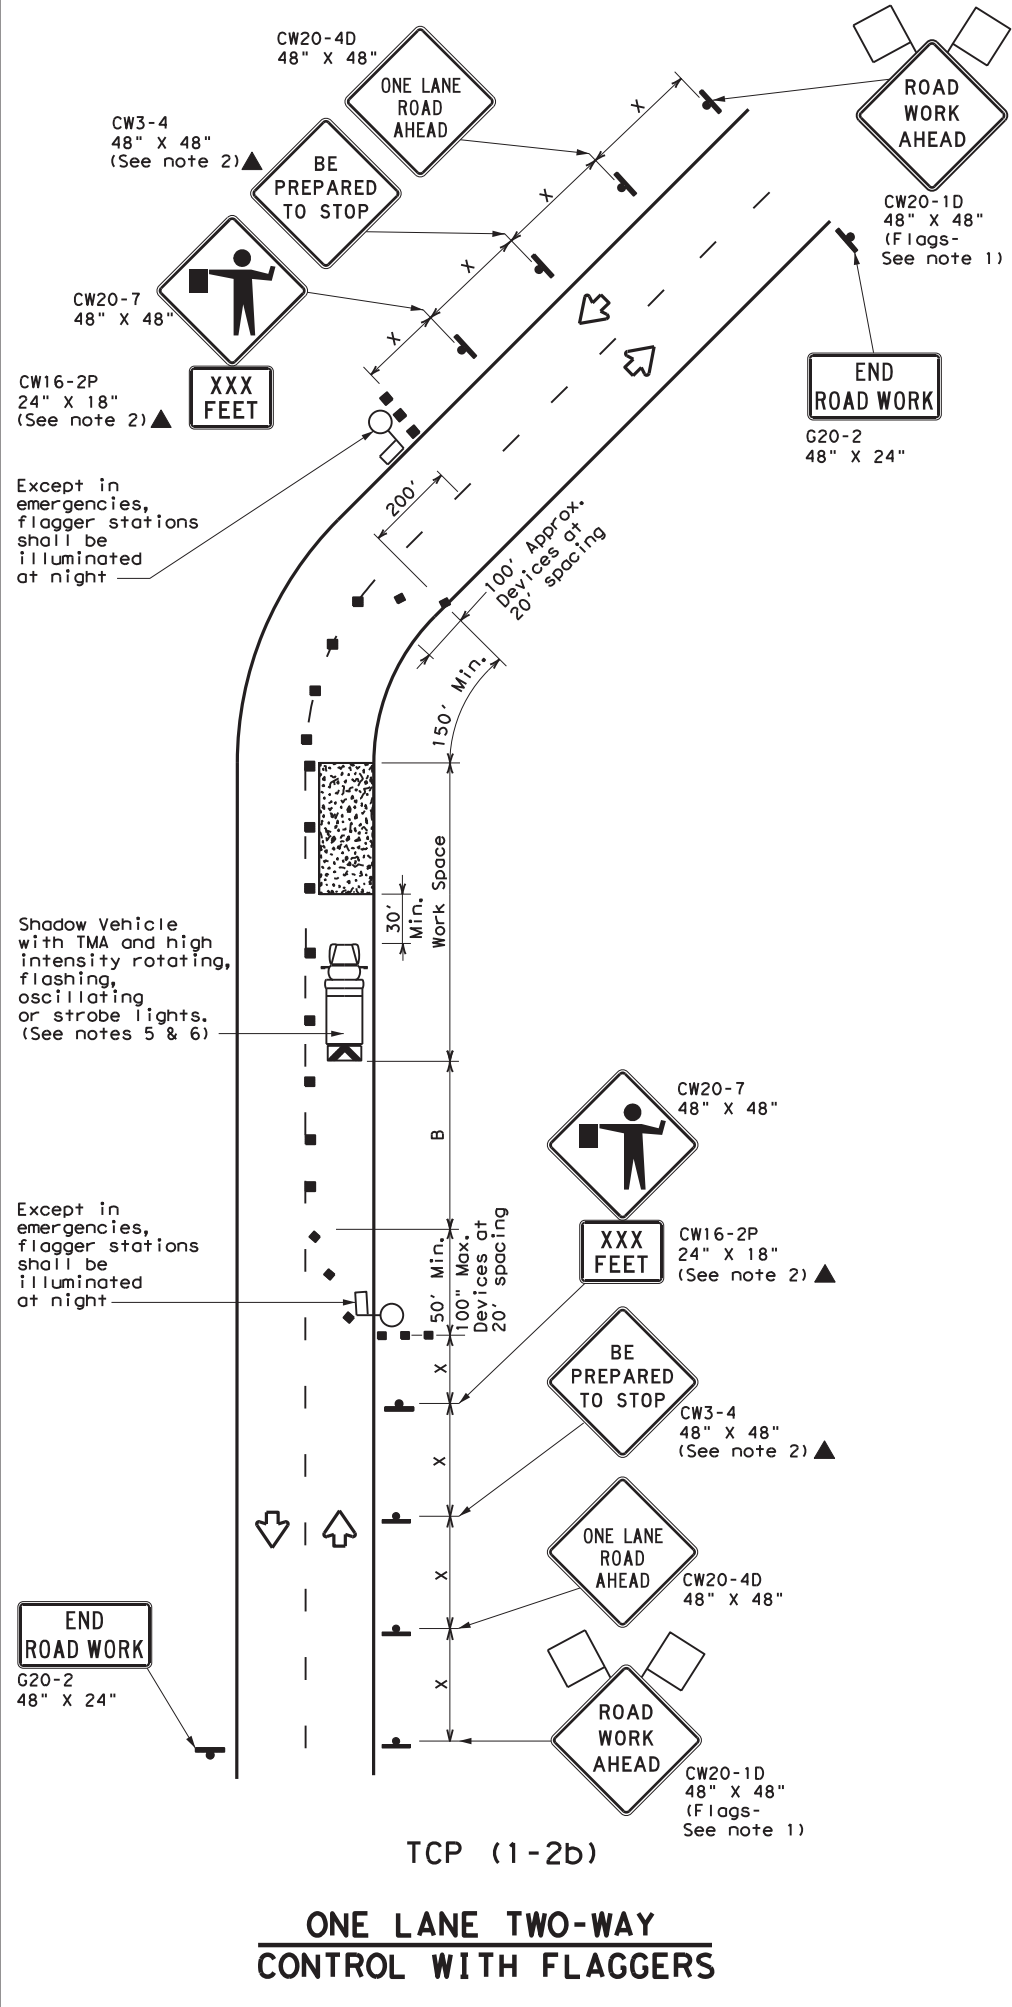 CW20-4D
48" X 48"
ONE LANE
ROAD
AHEAD
ROAD
WORK
AHEAD
CW20-1D
48" X 48"
(Flags-
See note 1)
CW3-4
48" X 48"
(See note 2)
BE
PREPARED
TO STOP
X
X
X
X
CW20-7
48" X 48"
CW16-2P
24" X 18"
(See note 2)
XXX
FEET
END
ROAD WORK
G20-2
48" X 24"
Except in
emergencies,
flagger stations
shall be
illuminated
at night
200'
100' Approx.
Devices at
20' spacing
150' Min.
Work Space
30'
Min.
Shadow Vehicle
with TMA and high
intensity rotating,
flashing,
oscillating
or strobe lights.
(See notes 5 & 6)
B
CW20-7
48" X 48"
XXX
FEET
CW16-2P
24" X 18"
(See note 2)
Except in
emergencies,
flagger stations
shall be
illuminated
at night
50' Min.
100" Max.
Devices at
20' spacing
X
BE
PREPARED
TO STOP
CW3-4
48" X 48"
(See note 2)
X
ONE LANE
ROAD
AHEAD
CW20-4D
48" X 48"
X
END
ROAD WORK
G20-2
48" X 24"
X
ROAD
WORK
AHEAD
CW20-1D
48" X 48"
(Flags-
See note 1)
TCP (1-2b)
ONE LANE TWO-WAY
CONTROL WITH FLAGGERS